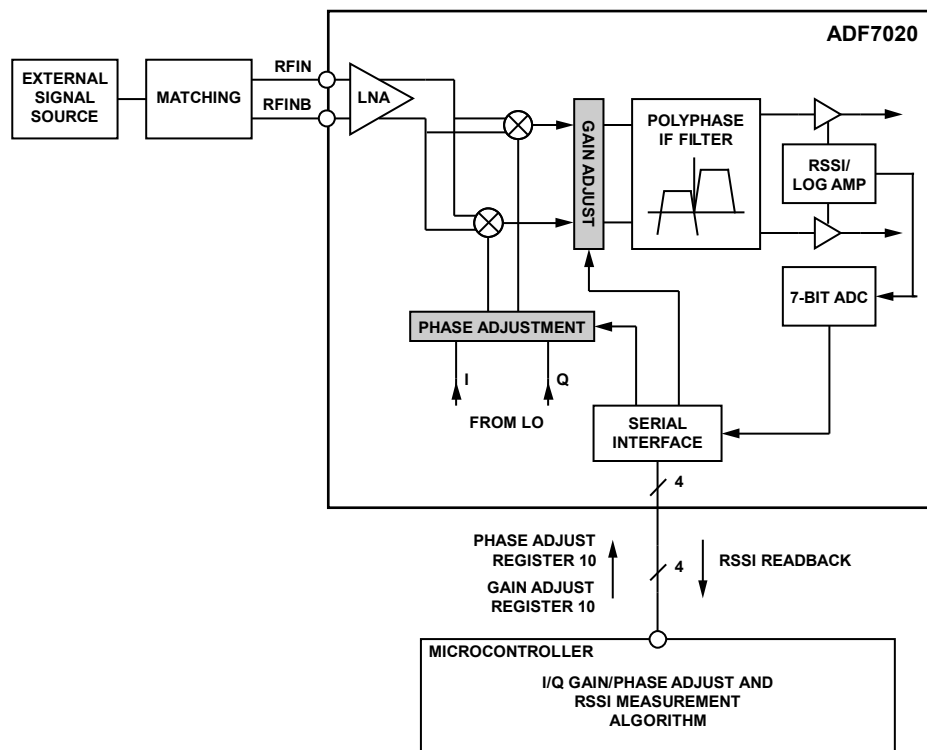 ADF7020
EXTERNAL
SIGNAL
SOURCE
MATCHING
RFIN
RFINB
LNA
GAIN ADJUST
POLYPHASE
IF FILTER
RSSI/
LOG AMP
7-BIT ADC
PHASE ADJUSTMENT
I
Q
FROM LO
SERIAL
INTERFACE
4
PHASE ADJUST
REGISTER 10
GAIN ADJUST
REGISTER 10
4
RSSI READBACK
MICROCONTROLLER
I/Q GAIN/PHASE ADJUST AND
RSSI MEASUREMENT
ALGORITHM